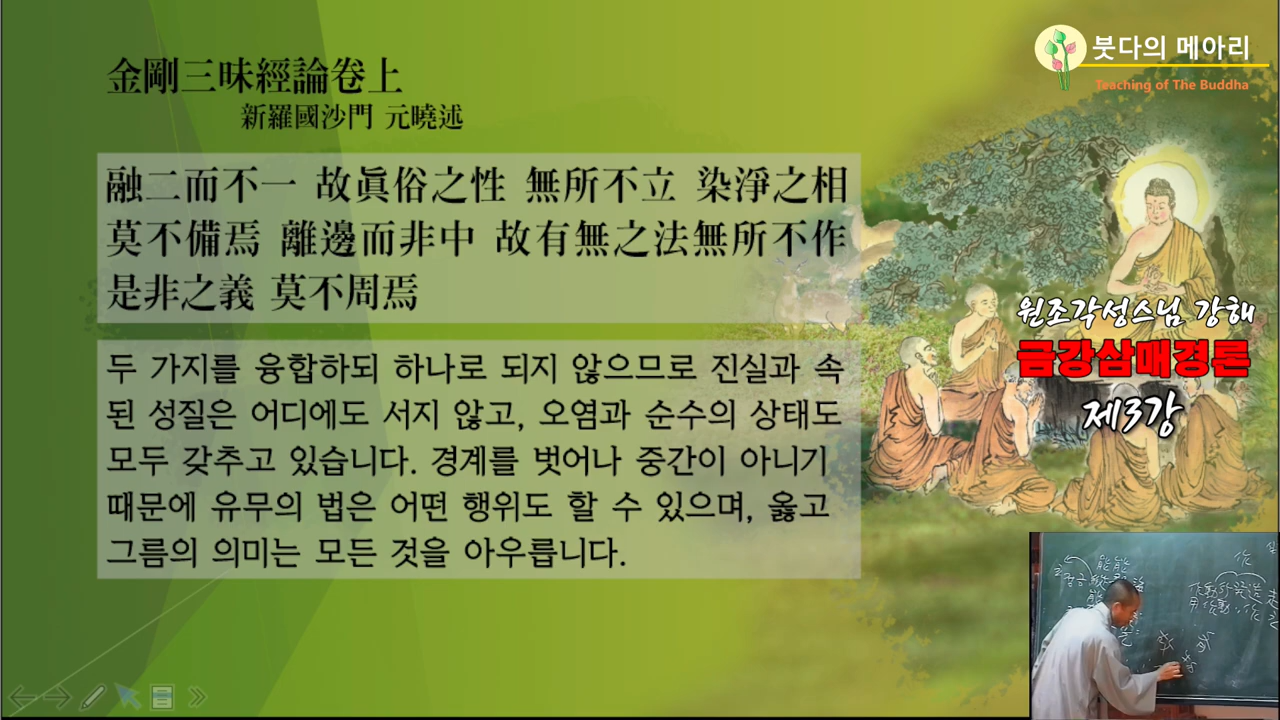 金剛三昧經論卷上
新羅國沙門 元曉述
融二而不一 故眞俗之性 無所不立 染淨之相
莫不備焉 離邊而非中 故有無之法無所不作
是非之義 莫不周焉
두 가지를 융합하되 하나로 되지 않으므로 진실과 속
된 성질은 어디에도 서지 않고, 오염과 순수의 상태도
모두 갖추고 있습니다. 경계를 벗어나 중간이 아니기
때문에 유무의 법은 어떤 행위도 할 수 있으며, 옳고
그름의 의미는 모든 것을 아우릅니다.
붓다의 메아리
Teaching of The Buddha
원조각성스님 강해
금강삼매경론
제3강
作
能能